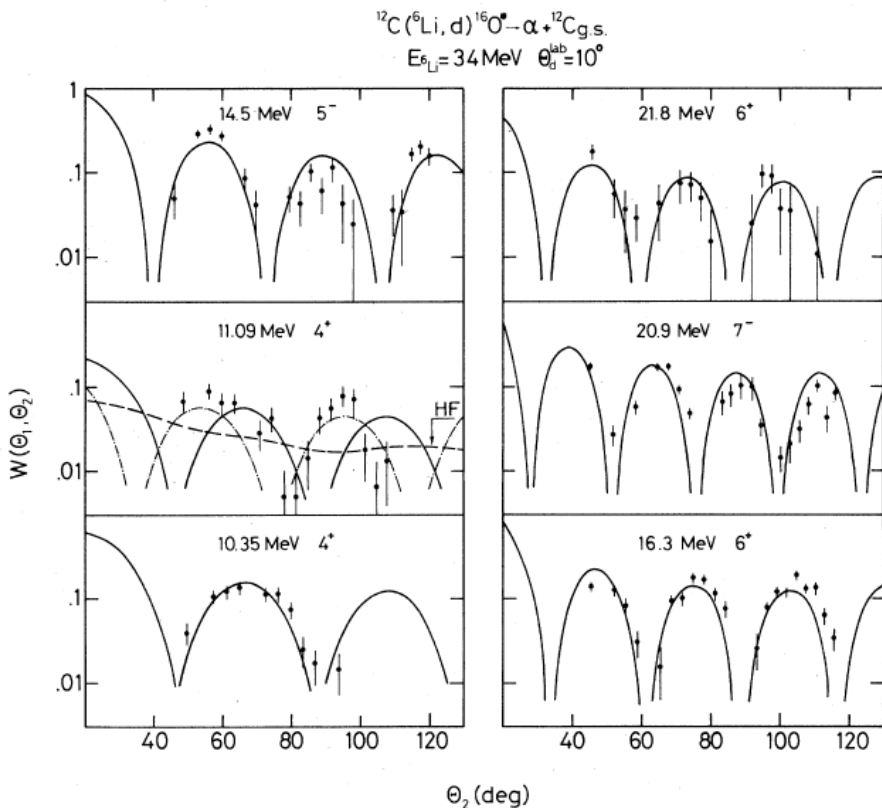 ¹²C(⁶Li,d)¹⁶O*→α+¹²Cg.s.
E⁶Li=34MeV Θd^lab=10°
14.5 MeV 5⁻
21.8 MeV 6⁺
11.09 MeV 4⁺
20.9 MeV 7⁻
HF
10.35 MeV 4⁺
16.3 MeV 6⁺
W(Θ₁,Θ₂)
1
.1
.01
.1
.01
.1
.01
40 60 80 100 120
40 60 80 100 120
Θ₂(deg)